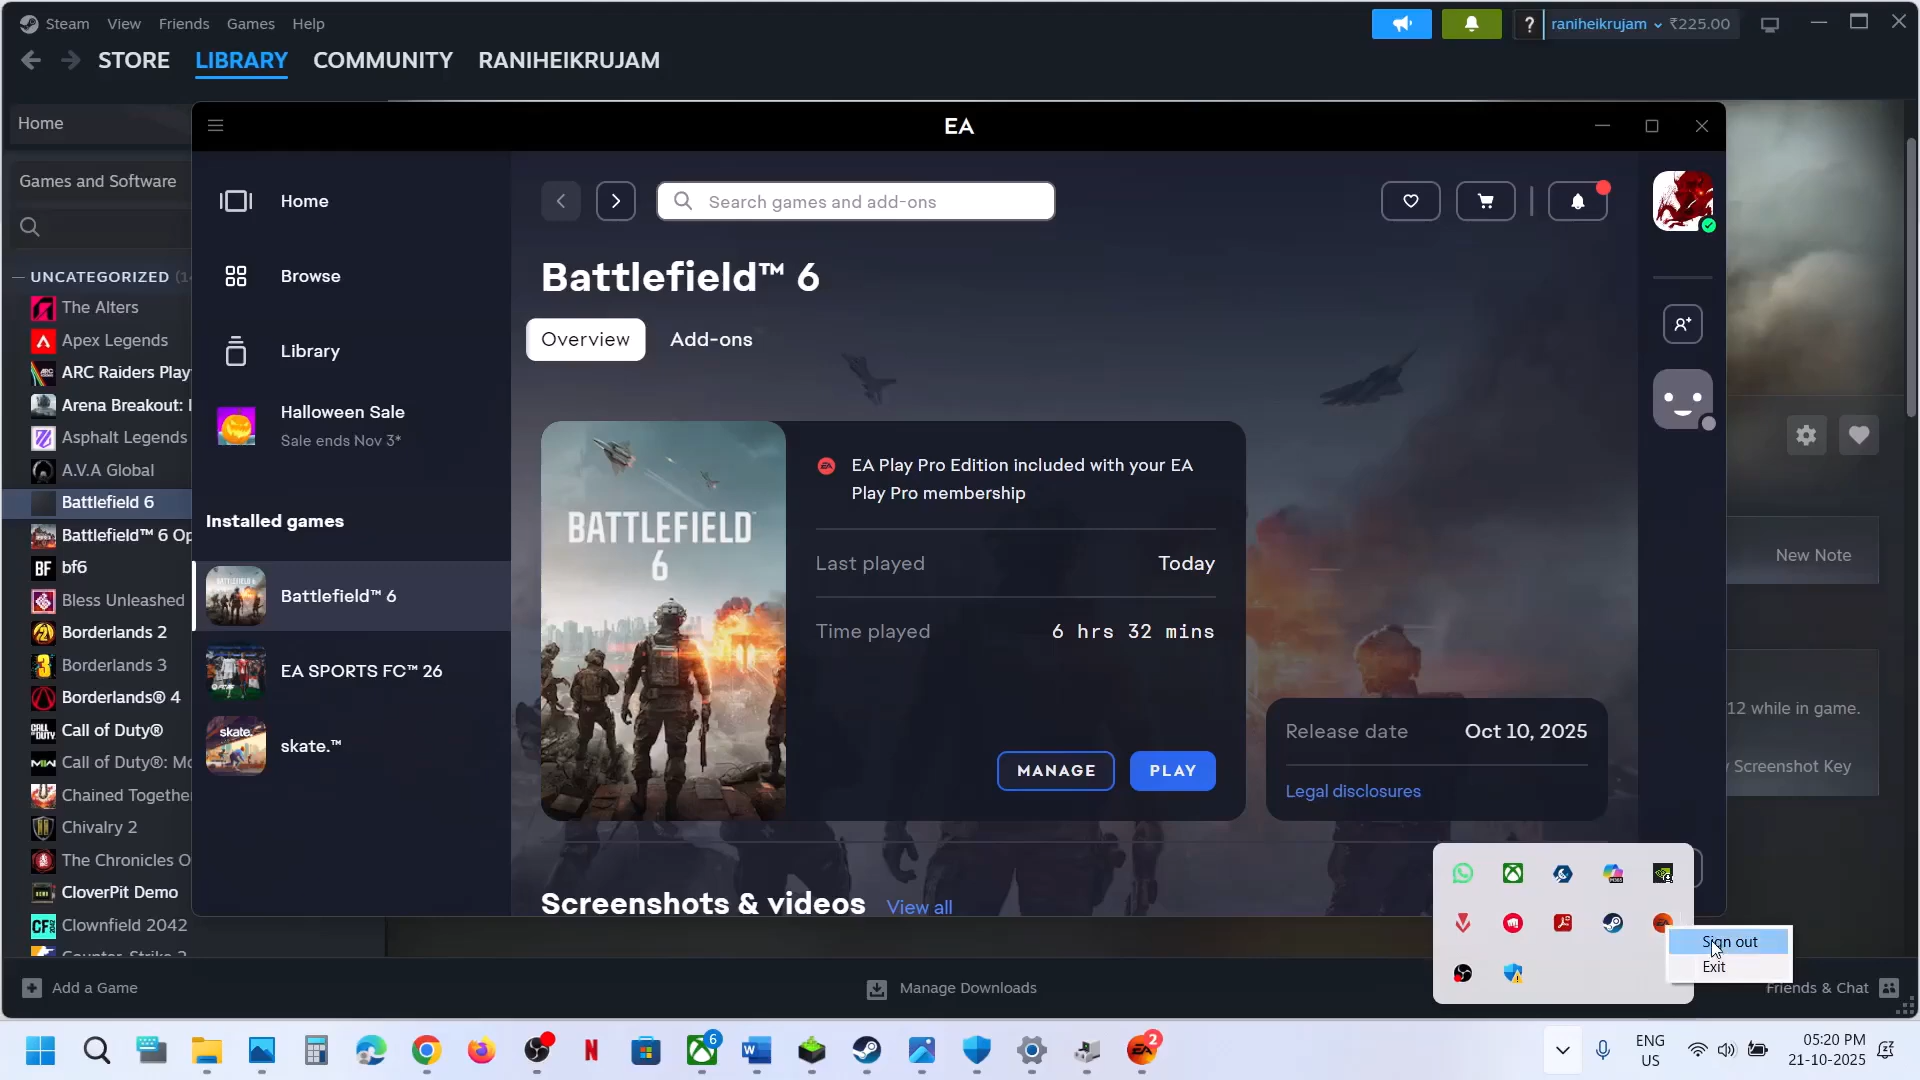 Steam View Friends Games Help
raniheikrujam ₹225.00
STORE LIBRARY COMMUNITY RANIHEIKRUJAM
Home
Games and Software
UNCATEGORIZED
The Alters
Apex Legends
ARC Raiders Play
Arena Breakout:
Asphalt Legends
A.V.A Global
Battlefield 6
Battlefield™ 6 Op
bf6
Bless Unleashed
Borderlands 2
Borderlands 3
Borderlands® 4
Call of Duty®
Call of Duty®: Mo
Chained Together
Chivalry 2
The Chronicles O
CloverPit Demo
Clownfield 2042
Counter-Strike 2
EA
Home
Browse
Library
Halloween Sale
Sale ends Nov 3*
Installed games
Battlefield™ 6
EA SPORTS FC™ 26
skate.™
Search games and add-ons
Battlefield™ 6
Overview Add-ons
BATTLEFIELD
6
EA Play Pro Edition included with your EA
Play Pro membership
Last played Today
Time played 6 hrs 32 mins
MANAGE PLAY
Release date Oct 10, 2025
Legal disclosures
Screenshots & videos View all
New Note
12 while in game.
Screenshot Key
Sign out
Exit
Add a Game
Manage Downloads
Friends & Chat
6
2
ENG
US
05:20 PM
21-10-2025